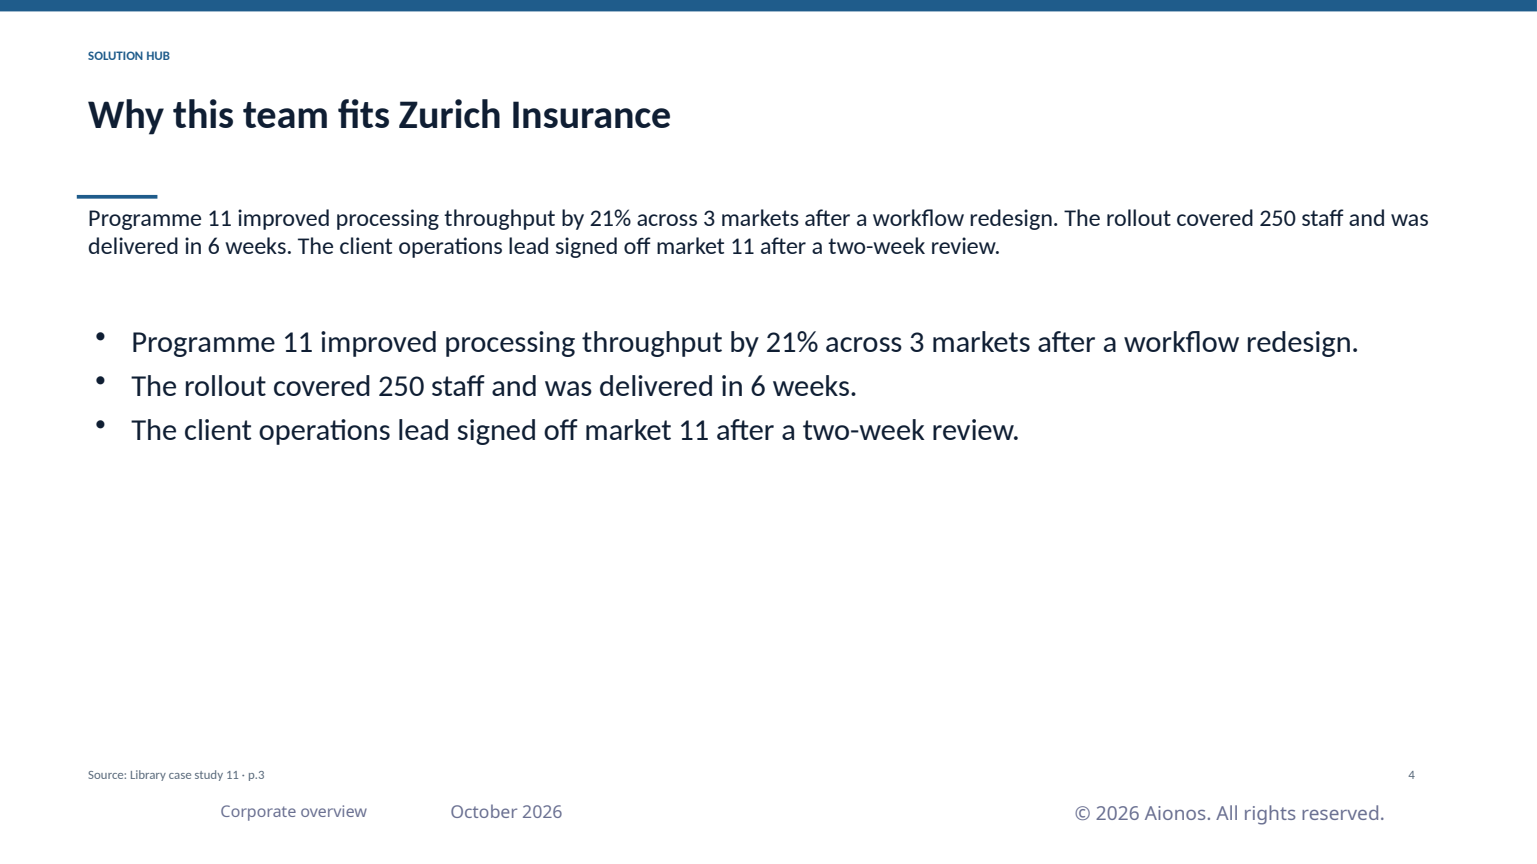 SOLUTION HUB
Why this team fits Zurich Insurance
Programme 11 improved processing throughput by 21% across 3 markets after a workflow redesign. The rollout covered 250 staff and was
delivered in 6 weeks. The client operations lead signed off market 11 after a two-week review.
• Programme 11 improved processing throughput by 21% across 3 markets after a workflow redesign.
• The rollout covered 250 staff and was delivered in 6 weeks.
• The client operations lead signed off market 11 after a two-week review.
Source: Library case study 11 · p.3 4
Corporate overview October 2026 © 2026 Aionos. All rights reserved.